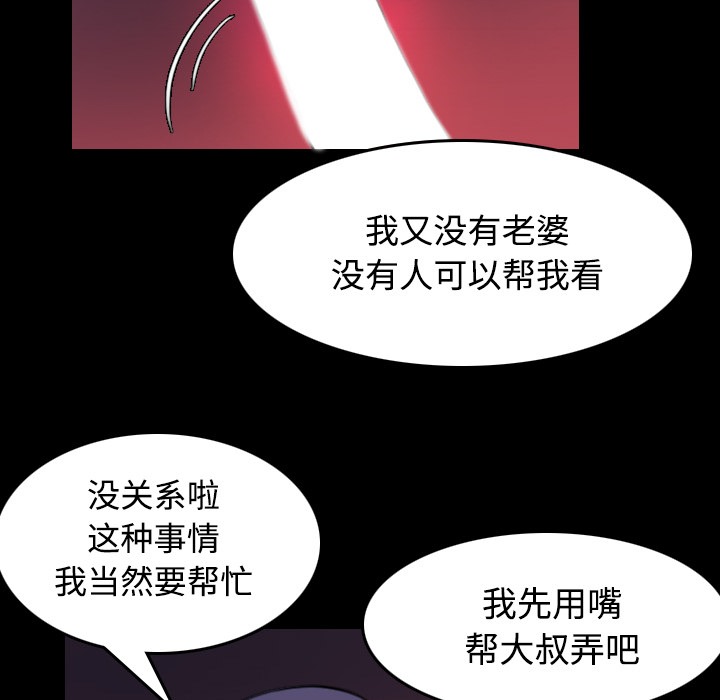 我又没有老婆
没有人可以帮我看
没关系啦
这种事情
我当然要帮忙
我先用嘴
帮大叔弄吧